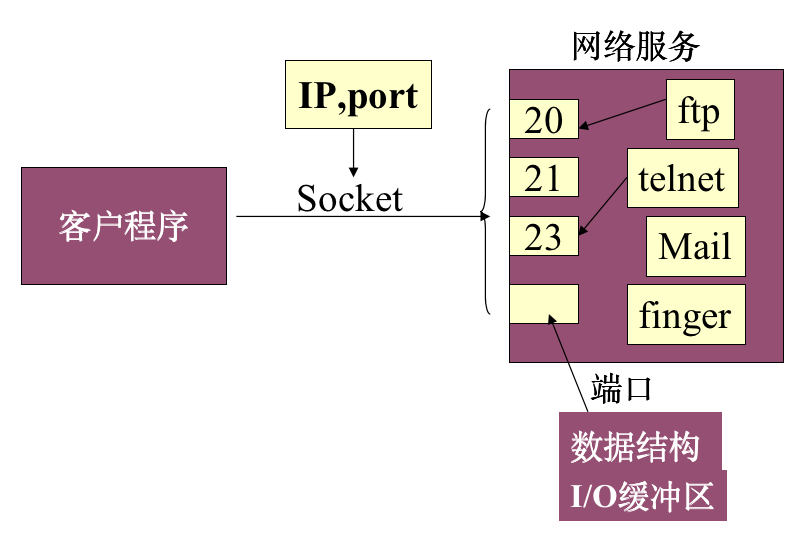 网络服务
IP,port
20
ftp
21
telnet
Socket
客户程序
23
Mail
finger
端口
数据结构
I/O缓冲区